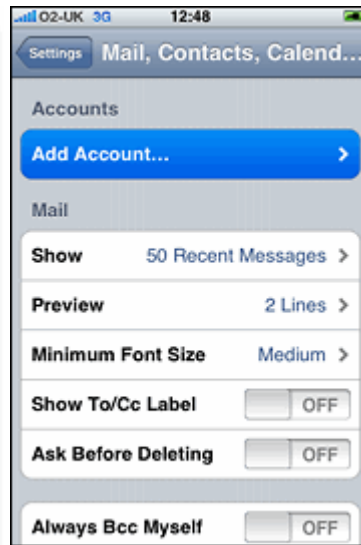 O2-UK 3G 12:48
Settings Mail, Contacts, Calend...
Accounts
Add Account...
Mail
Show 50 Recent Messages
Preview 2 Lines
Minimum Font Size Medium
Show To/Cc Label OFF
Ask Before Deleting OFF
Always Bcc Myself OFF